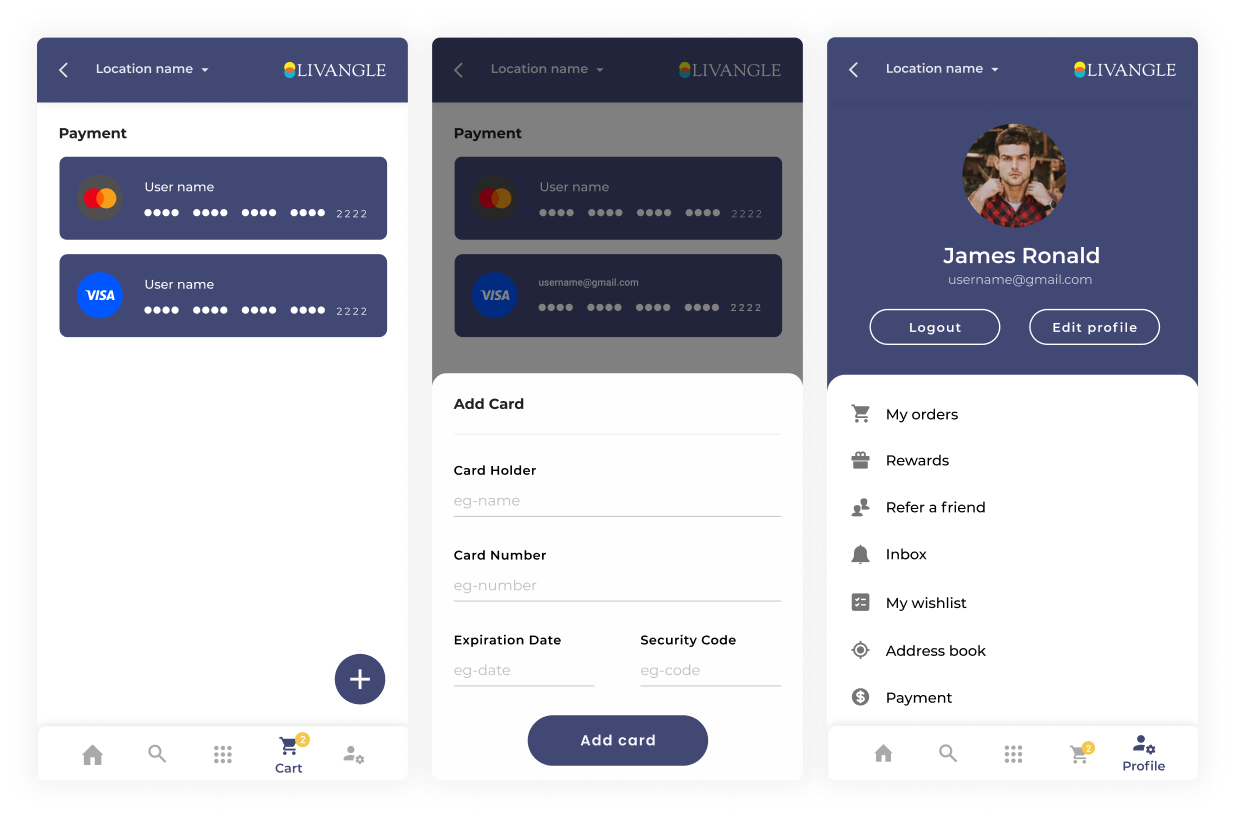 Location name
LIVANGLE
Payment
User name
2222
VISA
User name
2222
2
Cart
Location name
LIVANGLE
Payment
User name
2222
VISA
username@gmail.com
2222
Add Card
Card Holder
eg-name
Card Number
eg-number
Expiration Date
Security Code
eg-date
eg-code
Add card
Location name
LIVANGLE
James Ronald
username@gmail.com
Logout
Edit profile
My orders
Rewards
Refer a friend
Inbox
My wishlist
Address book
Payment
2
Profile